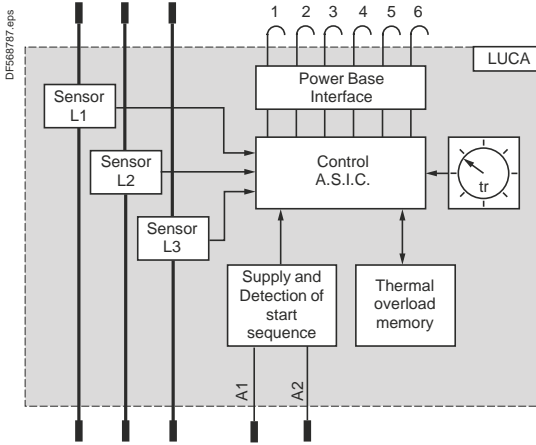 DF568787.eps
1 2 3 4 5 6
LUCA
Power Base
Interface
Sensor
L1
Control
A.S.I.C.
Sensor
L2
tr
Sensor
L3
Supply and
Detection of
start
sequence
Thermal
overload
memory
A1
A2